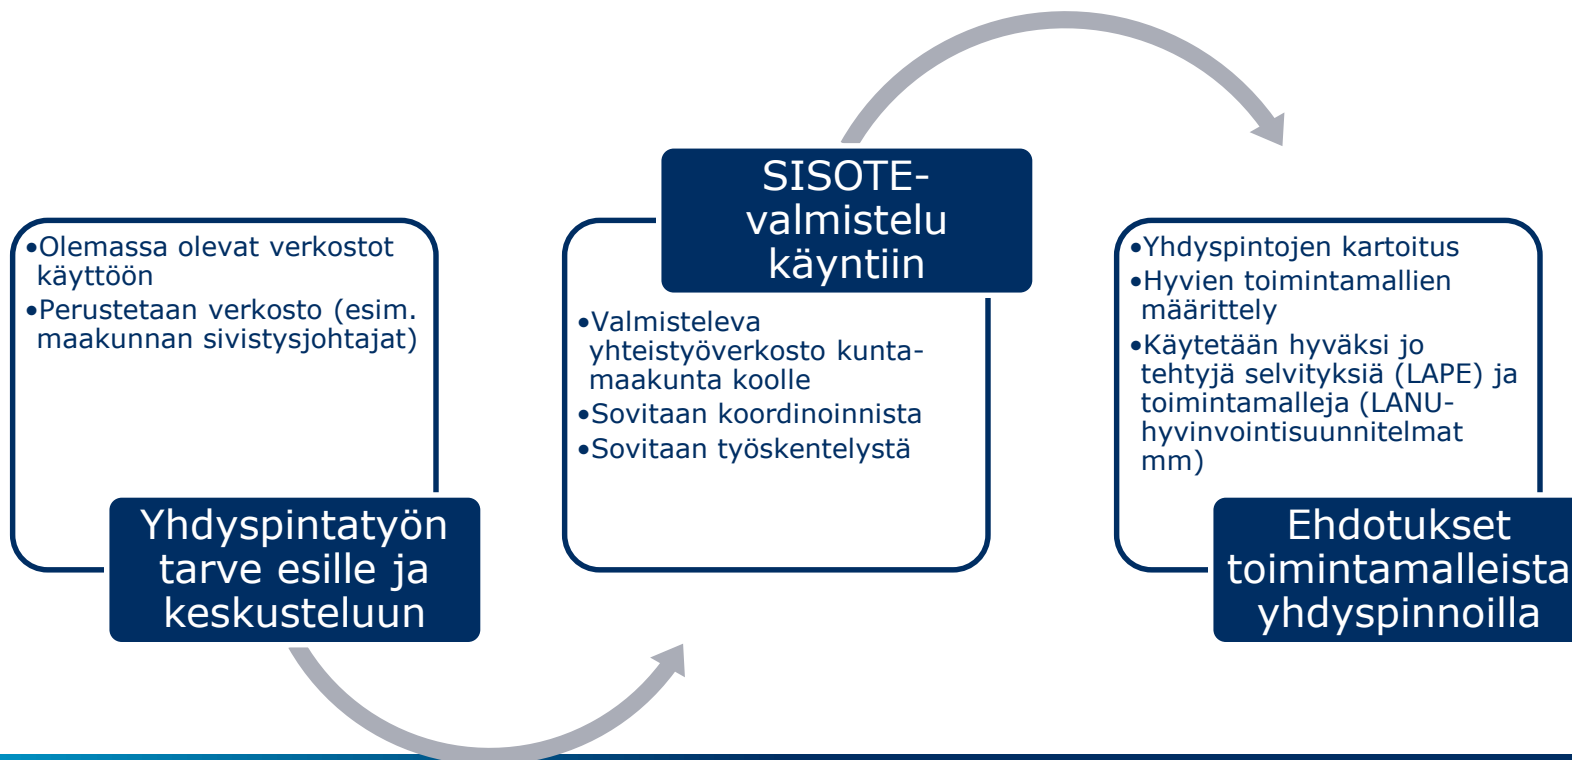 •Olemassa olevat verkostot
käyttöön
•Perustetaan verkosto (esim.
maakunnan sivistysjohtajat)
Yhdyspintatyön
tarve esille ja
keskusteluun
SISOTE-
valmistelu
käyntiin
•Valmisteleva
yhteistyöverkosto kunta-
maakunta koolle
•Sovitaan koordinoinnista
•Sovitaan työskentelystä
•Yhdyspintojen kartoitus
•Hyvien toimintamallien
määrittely
•Käytetään hyväksi jo
tehtyjä selvityksiä (LAPE) ja
toimintamalleja (LANU-
hyvinvointisuunnitelmat
mm)
Ehdotukset
toimintamalleista
yhdyspinnoilla